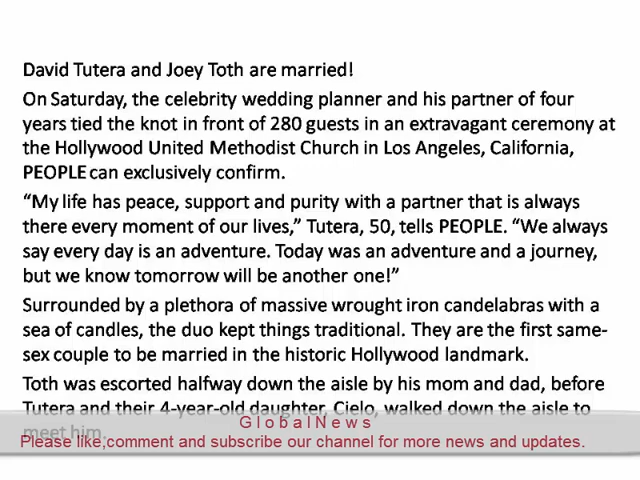 David Tutera and Joey Toth are married!
On Saturday, the celebrity wedding planner and his partner of four
years tied the knot in front of 280 guests in an extravagant ceremony at
the Hollywood United Methodist Church in Los Angeles, California,
PEOPLE can exclusively confirm.
“My life has peace, support and purity with a partner that is always
there every moment of our lives,” Tutera, 50, tells PEOPLE. “We always
say every day is an adventure. Today was an adventure and a journey,
but we know tomorrow will be another one!”
Surrounded by a plethora of massive wrought iron candelabras with a
sea of candles, the duo kept things traditional. They are the first same-
sex couple to be married in the historic Hollywood landmark.
Toth was escorted halfway down the aisle by his mom and dad, before
Tutera and their 4-year-old daughter, Cielo, walked down the aisle to
meet him.
GlobalNews
Please like,comment and subscribe our channel for more news and updates.